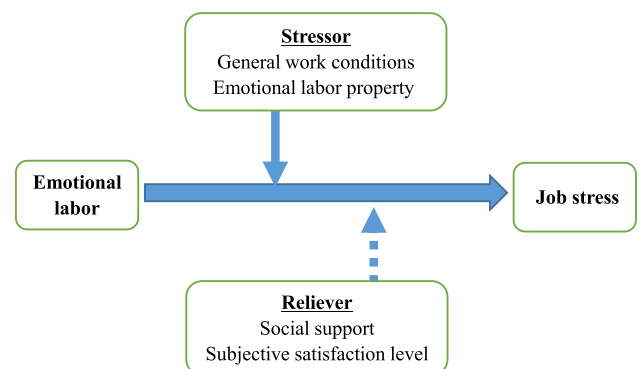 Stressor
General work conditions
Emotional labor property
Emotional
labor
Job stress
Reliever
Social support
Subjective satisfaction level